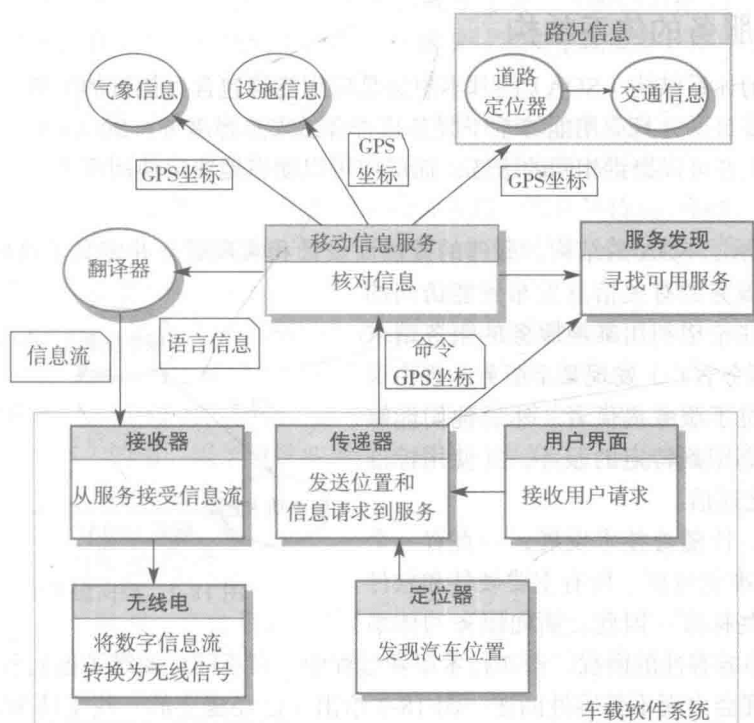 服务的
路况信息
气象信息
设施信息
道路
定位器
交通信息
GPS坐标
GPS
坐标
GPS坐标
移动信息服务
核对信息
服务发现
寻找可用服务
翻译器
信息流
语言信息
命令
GPS坐标
接收器
从服务接受信息流
传递器
发送位置和
信息请求到服务
用户界面
接收用户请求
无线电
将数字信息流
转换为无线信号
定位器
发现汽车位置
车载软件系统